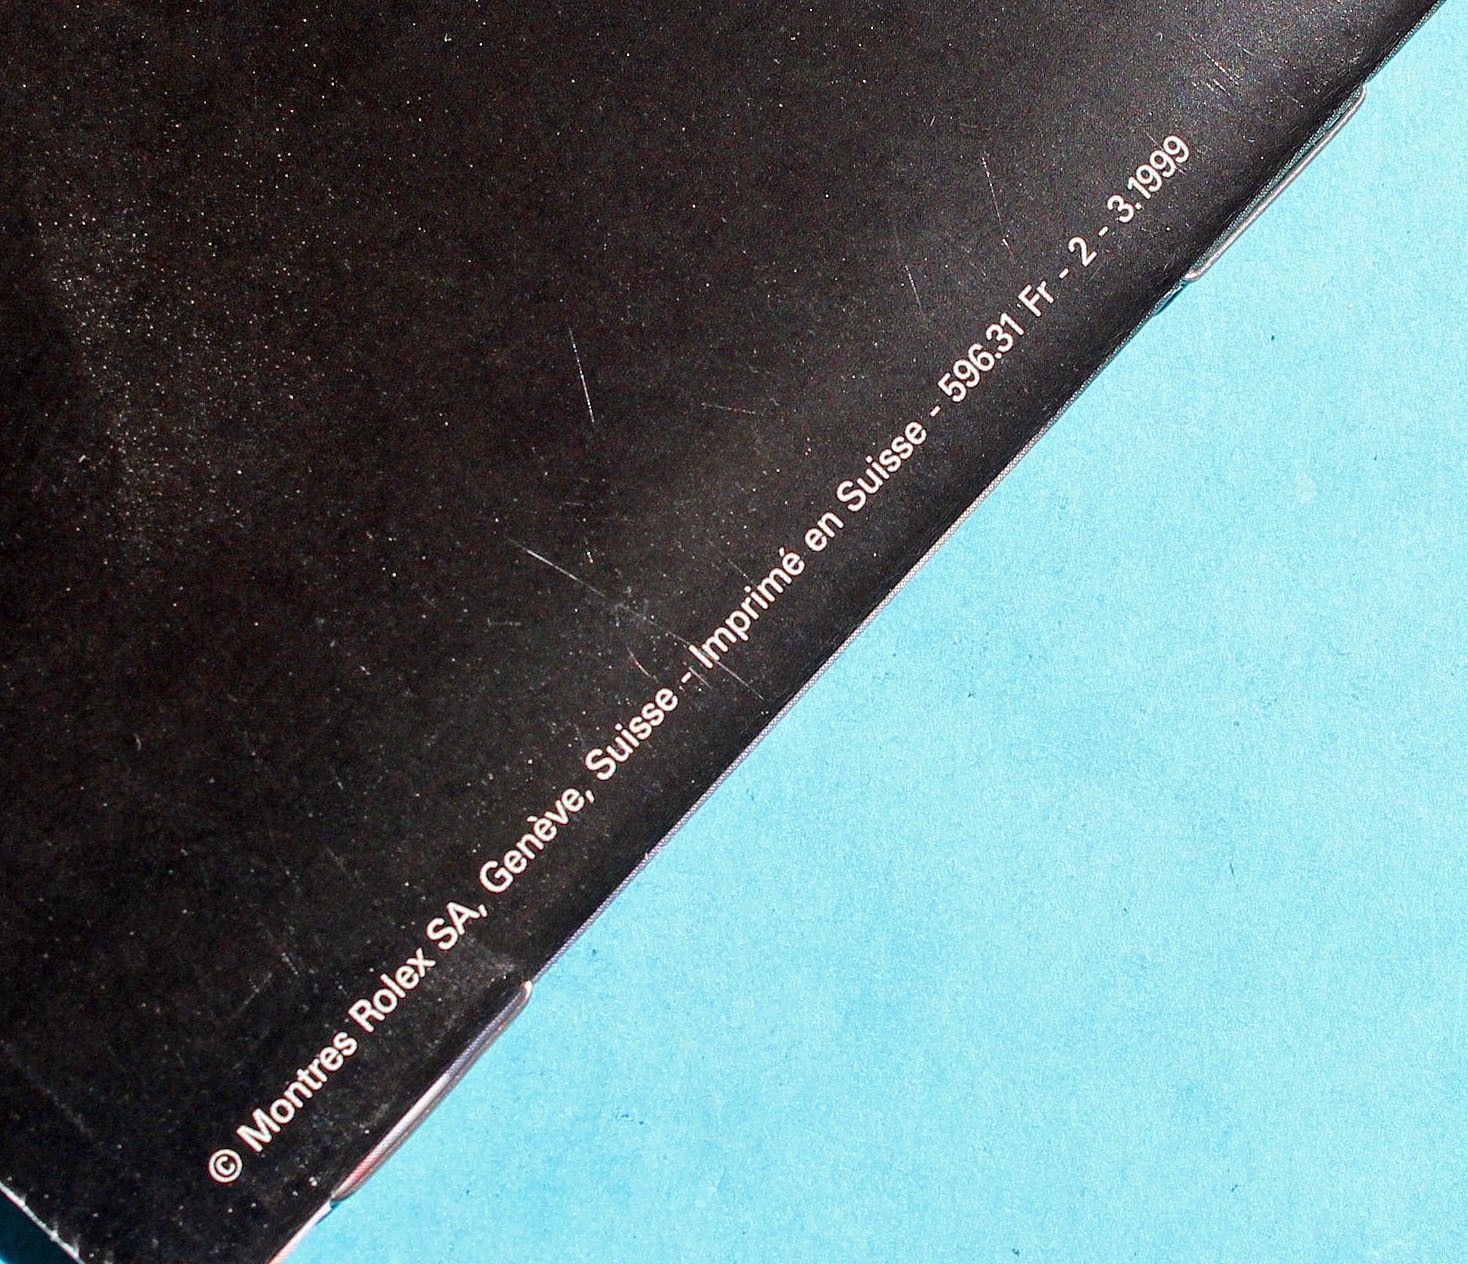 © Montres Rolex SA, Genève, Suisse - Imprimé en Suisse - 596.31 Fr - 2 - 3.1999